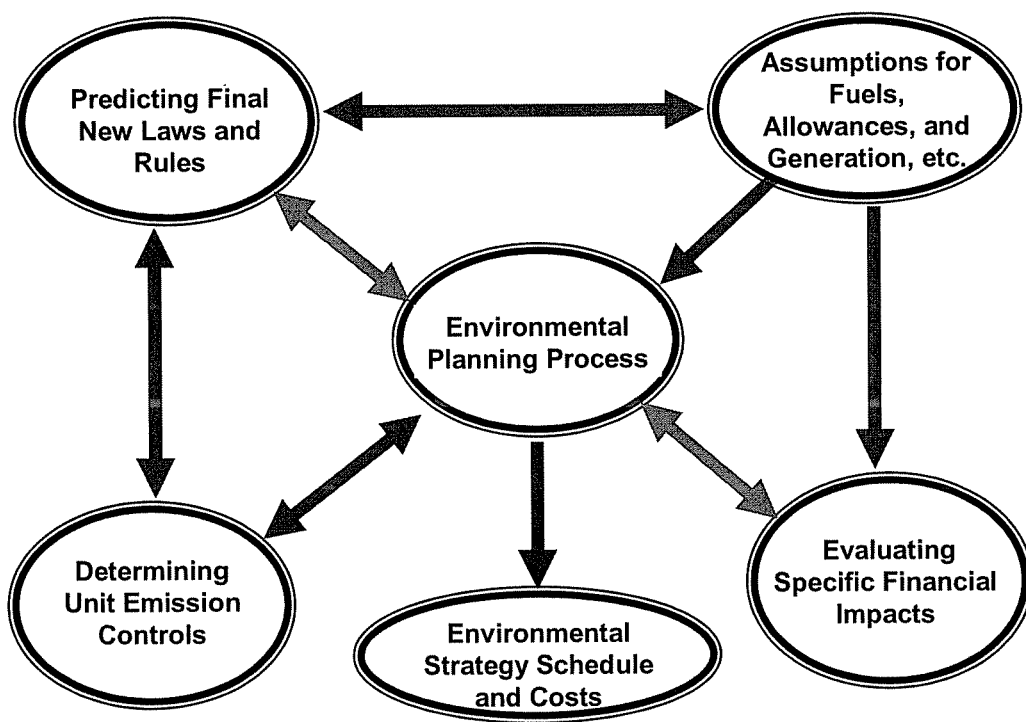 Predicting Final
New Laws and
Rules
Assumptions for
Fuels,
Allowances, and
Generation, etc.
Environmental
Planning Process
Determining
Unit Emission
Controls
Environmental
Strategy Schedule
and Costs
Evaluating
Specific Financial
Impacts